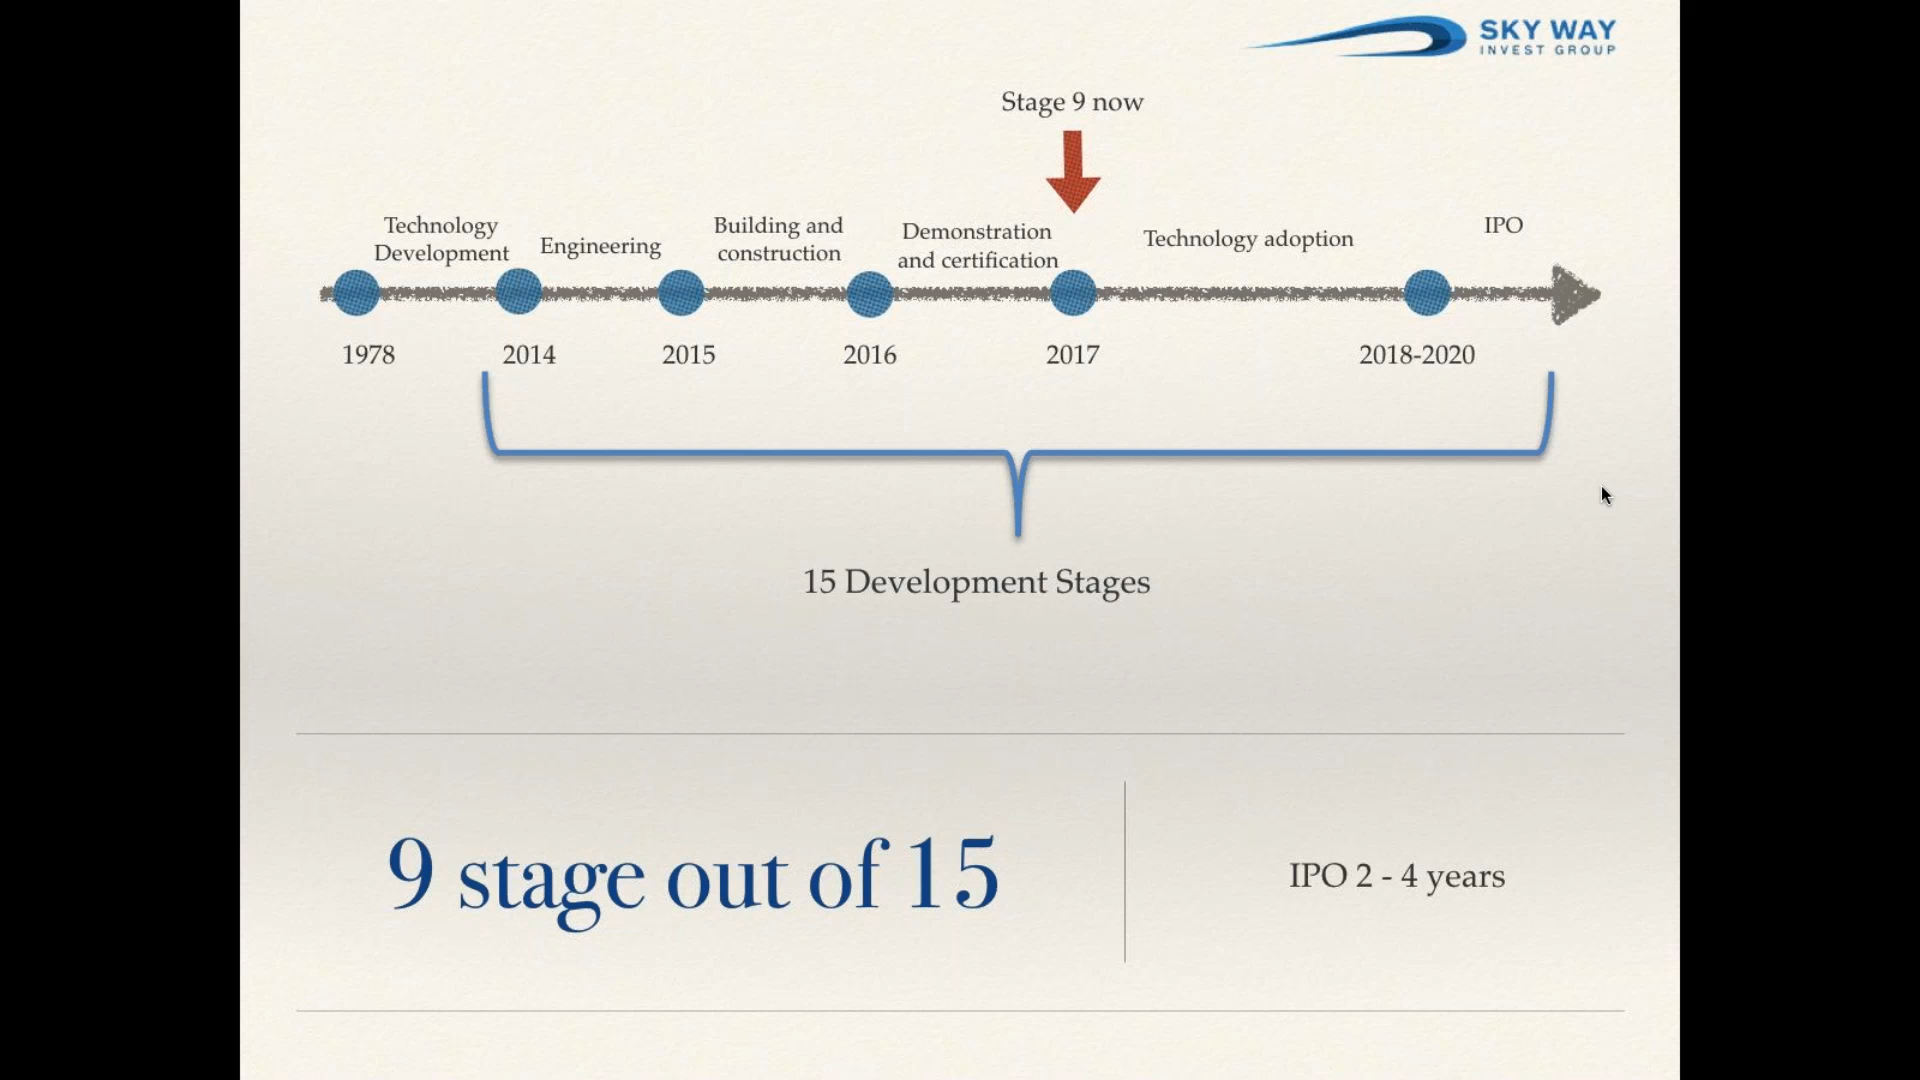 SKY WAY
INVEST GROUP
Stage 9 now
Technology
Development
Engineering
Building and
construction
Demonstration
and certification
Technology adoption
IPO
1978
2014
2015
2016
2017
2018-2020
15 Development Stages
9 stage out of 15
IPO 2 - 4 years